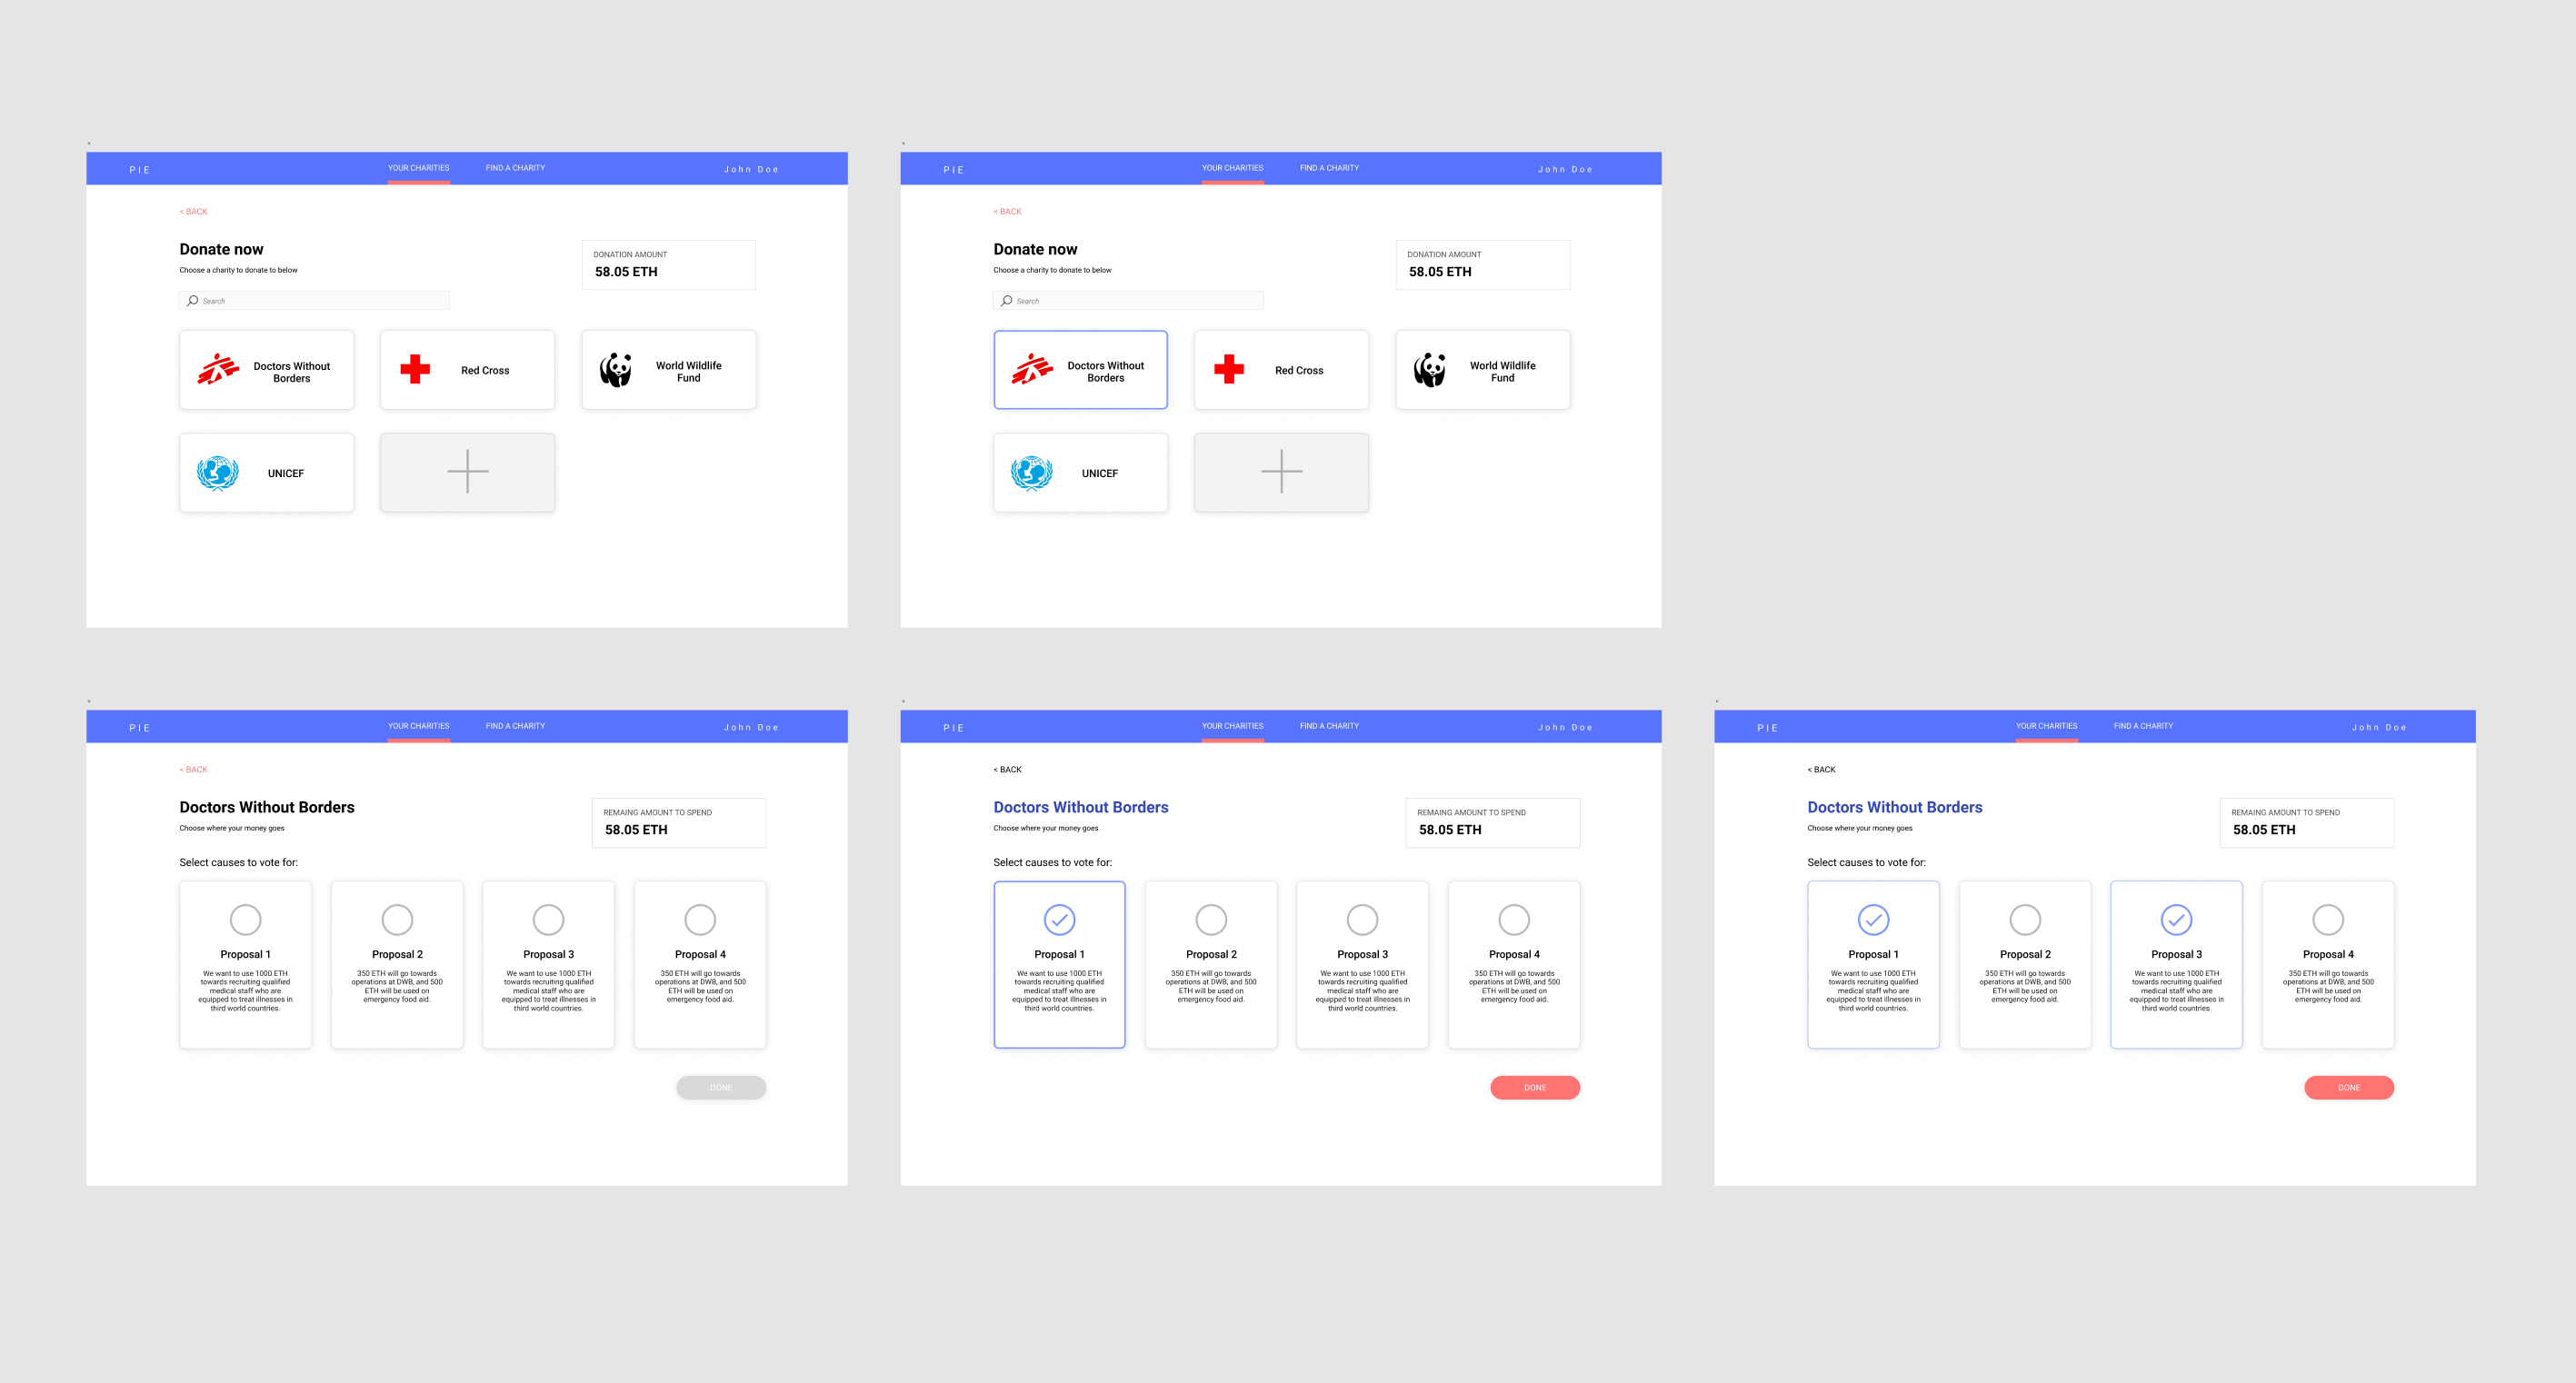 PIE
YOUR CHARITIES
FIND A CHARITY
John Doe
< BACK
Donate now
Choose a charity to donate to below
DONATION AMOUNT
58.05 ETH
Search
Doctors Without
Borders
Red Cross
World Wildlife
Fund
UNICEF
PIE
YOUR CHARITIES
FIND A CHARITY
John Doe
< BACK
Donate now
Choose a charity to donate to below
DONATION AMOUNT
58.05 ETH
Search
Doctors Without
Borders
Red Cross
World Wildlife
Fund
UNICEF
PIE
YOUR CHARITIES
FIND A CHARITY
John Doe
< BACK
Doctors Without Borders
Choose where your money goes
REMAING AMOUNT TO SPEND
58.05 ETH
Select causes to vote for:
Proposal 1
We want to use 1000 ETH
towards recruiting qualified
medical staff who are
equipped to treat illnesses in
third world countries.
Proposal 2
350 ETH will go towards
operations at DWB, and 500
ETH will be used on
emergency food aid.
Proposal 3
We want to use 1000 ETH
towards recruiting qualified
medical staff who are
equipped to treat illnesses in
third world countries.
Proposal 4
350 ETH will go towards
operations at DWB, and 500
ETH will be used on
emergency food aid.
DONE
PIE
YOUR CHARITIES
FIND A CHARITY
John Doe
< BACK
Doctors Without Borders
Choose where your money goes
REMAING AMOUNT TO SPEND
58.05 ETH
Select causes to vote for:
Proposal 1
We want to use 1000 ETH
towards recruiting qualified
medical staff who are
equipped to treat illnesses in
third world countries.
Proposal 2
350 ETH will go towards
operations at DWB, and 500
ETH will be used on
emergency food aid.
Proposal 3
We want to use 1000 ETH
towards recruiting qualified
medical staff who are
equipped to treat illnesses in
third world countries.
Proposal 4
350 ETH will go towards
operations at DWB, and 500
ETH will be used on
emergency food aid.
DONE
PIE
YOUR CHARITIES
FIND A CHARITY
John Doe
< BACK
Doctors Without Borders
Choose where your money goes
REMAING AMOUNT TO SPEND
58.05 ETH
Select causes to vote for:
Proposal 1
We want to use 1000 ETH
towards recruiting qualified
medical staff who are
equipped to treat illnesses in
third world countries.
Proposal 2
350 ETH will go towards
operations at DWB, and 500
ETH will be used on
emergency food aid.
Proposal 3
We want to use 1000 ETH
towards recruiting qualified
medical staff who are
equipped to treat illnesses in
third world countries.
Proposal 4
350 ETH will go towards
operations at DWB, and 500
ETH will be used on
emergency food aid.
DONE